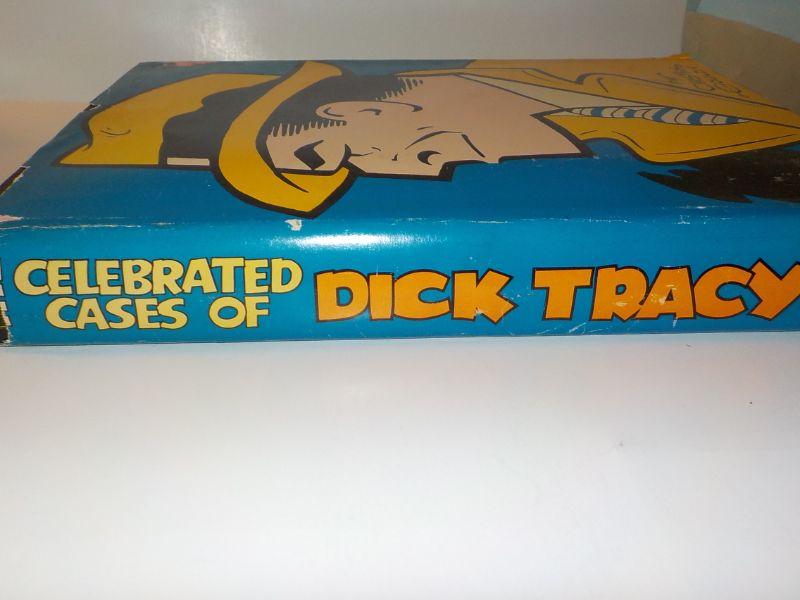 CELEBRATED
CASES OF
DICK TRACY